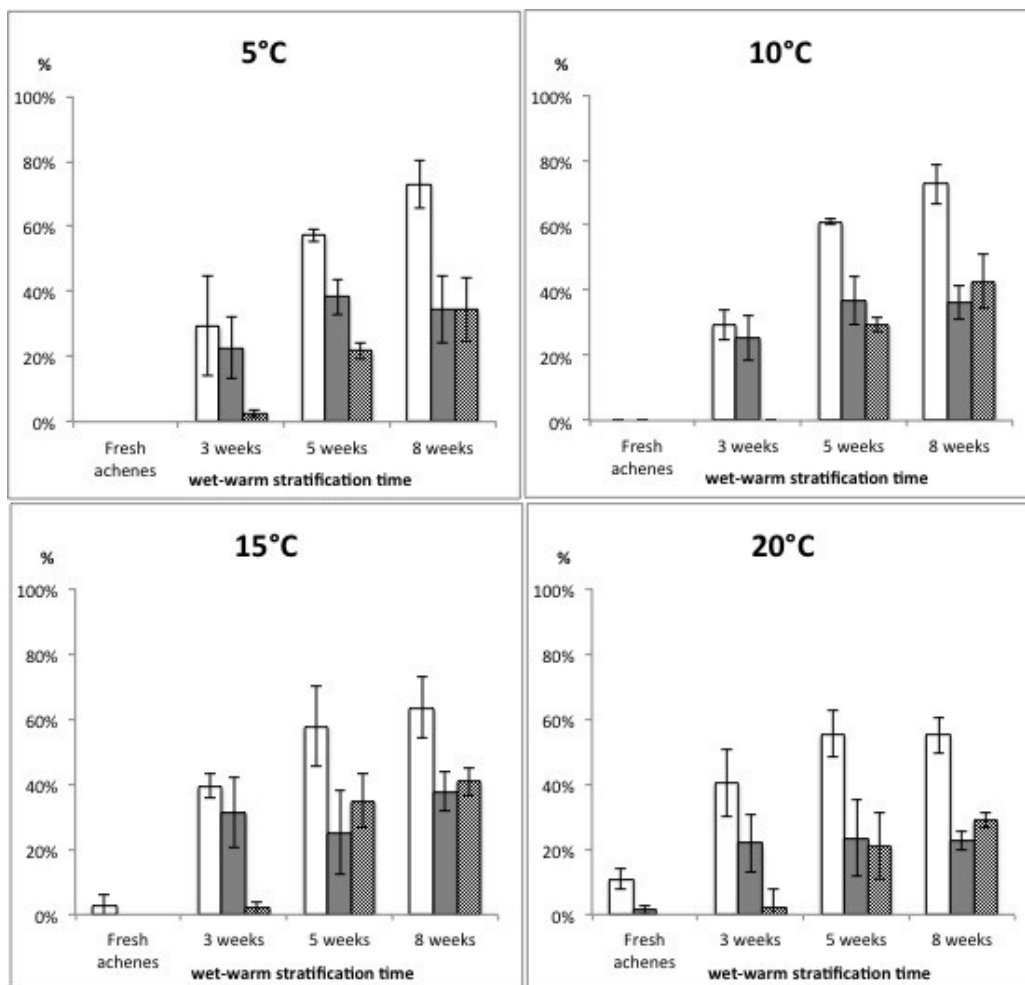 5°C
%
100%
80%
60%
40%
20%
0%
Fresh achenes
3 weeks
5 weeks
8 weeks
wet-warm stratification time
10°C
%
100%
80%
60%
40%
20%
0%
Fresh achenes
3 weeks
5 weeks
8 weeks
wet-warm stratification time
15°C
%
100%
80%
60%
40%
20%
0%
Fresh achenes
3 weeks
5 weeks
8 weeks
wet-warm stratification time
20°C
%
100%
80%
60%
40%
20%
0%
Fresh achenes
3 weeks
5 weeks
8 weeks
wet-warm stratification time